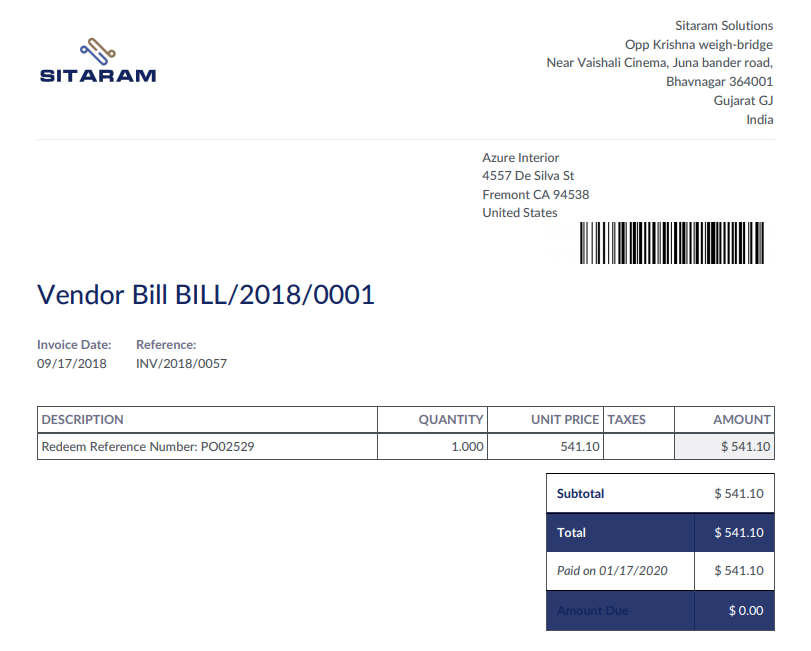 SITARAM
Sitaram Solutions
Opp Krishna weigh-bridge
Near Vaishali Cinema, Juna bander road,
Bhavnagar 364001
Gujarat GJ
India
Azure Interior
4557 De Silva St
Fremont CA 94538
United States
Vendor Bill BILL/2018/0001
Invoice Date: Reference:
09/17/2018 INV/2018/0057
DESCRIPTION QUANTITY UNIT PRICE TAXES AMOUNT
Redeem Reference Number: PO02529 1.000 541.10 $ 541.10
Subtotal $ 541.10
Total $ 541.10
Paid on 01/17/2020 $ 541.10
Amount Due $ 0.00